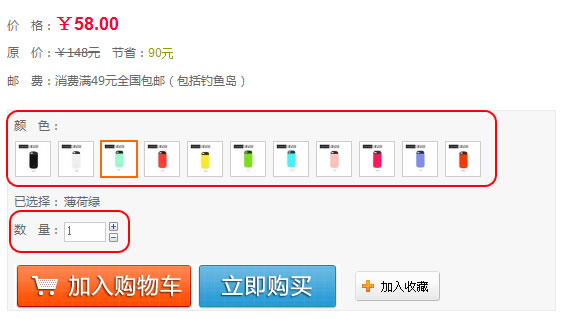 价 格：￥58.00
原 价：￥148元 节省：90元
邮 费：消费满49元全国包邮（包括钓鱼岛）
颜 色：
已选择：薄荷绿
数 量：1
加入购物车 立即购买 加入收藏